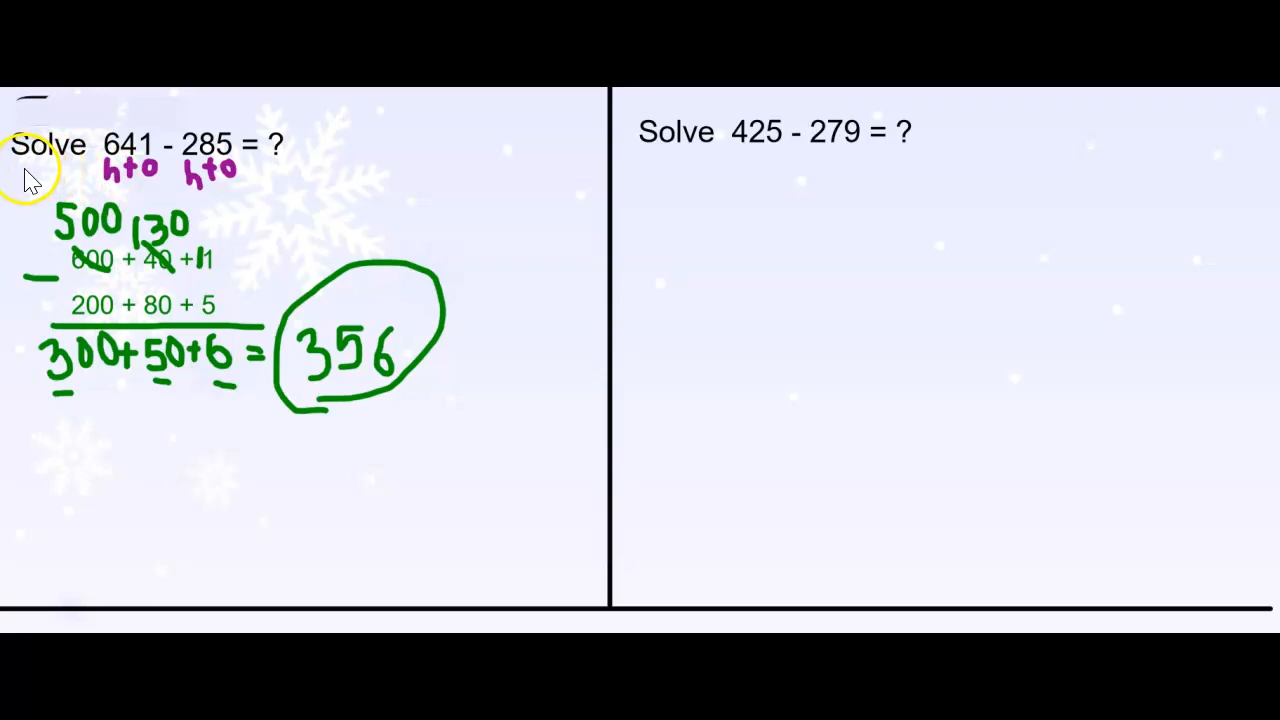 Solve 641 - 285 = ?
hto hto
500 130
600 + 40 + 11
200 + 80 + 5
300+50+6 = 356
Solve 425 - 279 = ?